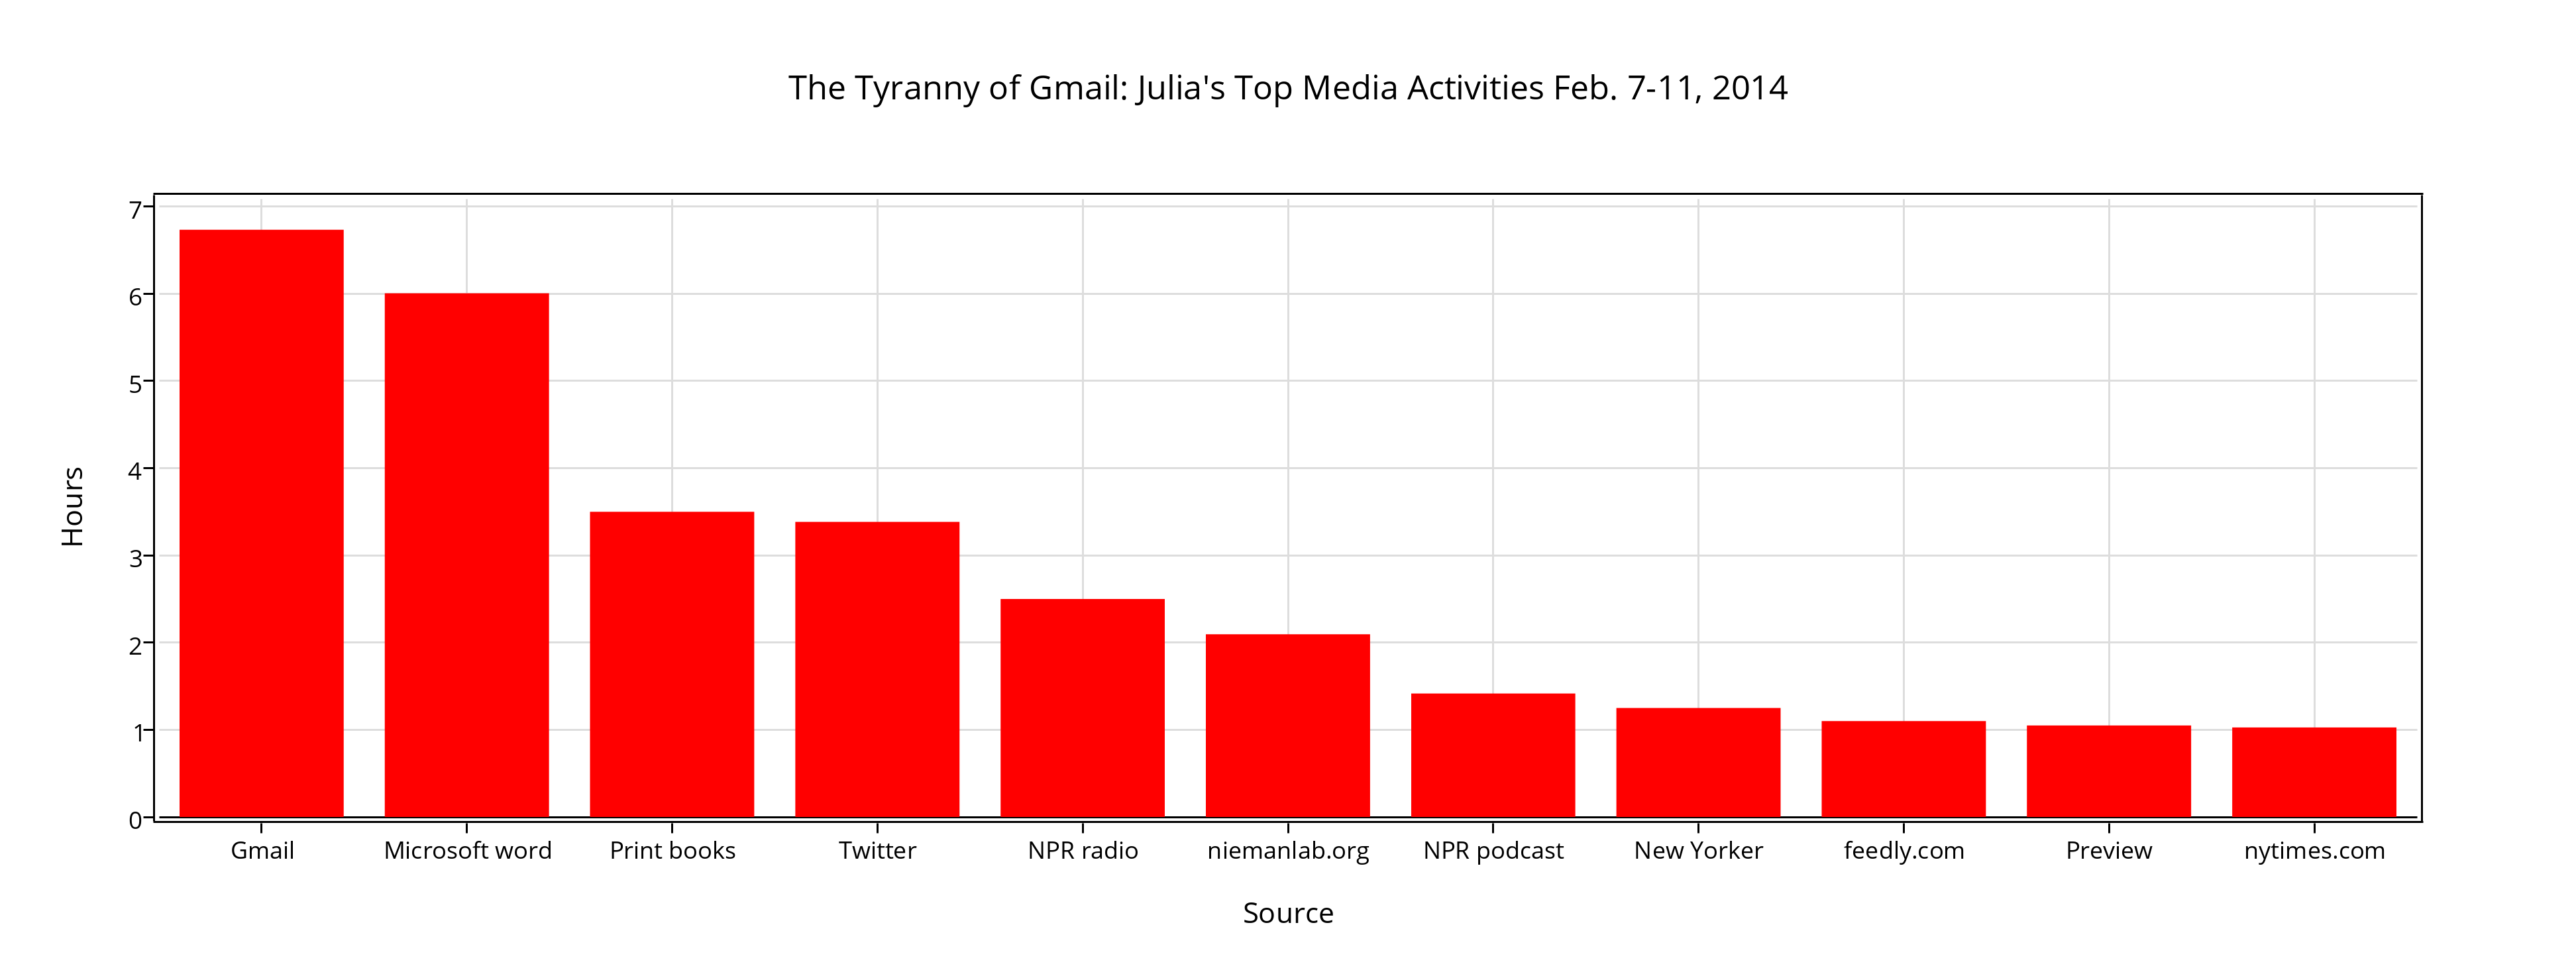 The Tyranny of Gmail: Julia's Top Media Activities Feb. 7-11, 2014
7
6
5
4
3
2
1
0
Hours
Gmail Microsoft word Print books Twitter NPR radio niemanlab.org NPR podcast New Yorker feedly.com Preview nytimes.com
Source